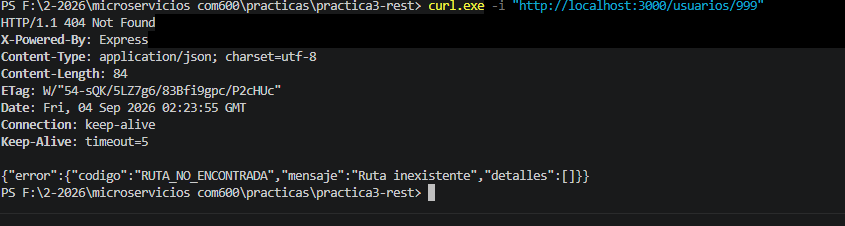 PS F:\2-2026\microservicios com600\practicas\practica3-rest> curl.exe -i "http://localhost:3000/usuarios/999"
HTTP/1.1 404 Not Found
X-Powered-By: Express
Content-Type: application/json; charset=utf-8
Content-Length: 84
ETag: W/"54-sQK/5LZ7g6/83Bfi9gpc/P2cHUc"
Date: Fri, 04 Sep 2026 02:23:55 GMT
Connection: keep-alive
Keep-Alive: timeout=5
{"error":{"codigo":"RUTA_NO_ENCONTRADA","mensaje":"Ruta inexistente","detalles":[]}}
PS F:\2-2026\microservicios com600\practicas\practica3-rest>